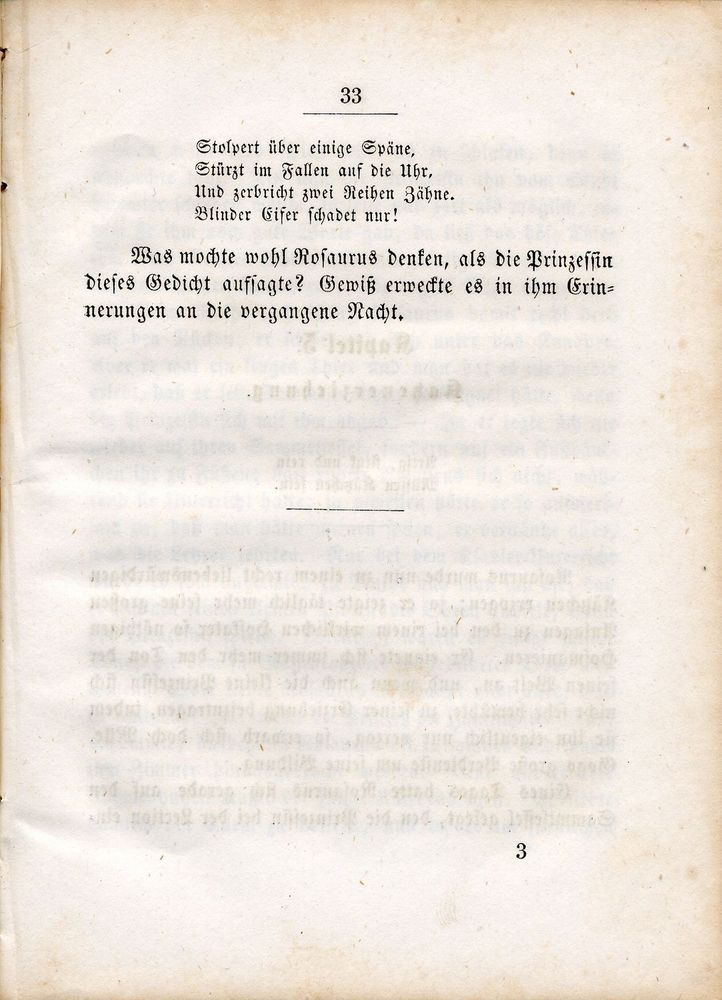 33
Stolpert über einige Späne,
Stürzt im Fallen auf die Uhr,
Und zerbricht zwei Reihen Zähne.
Blinder Eifer schadet nur!
Was mochte wohl Rosaurus denken, als die Prinzessin
dieses Gedicht aufsagte? Gewiß erweckte es in ihm Erin=
nerungen an die vergangene Nacht.
3